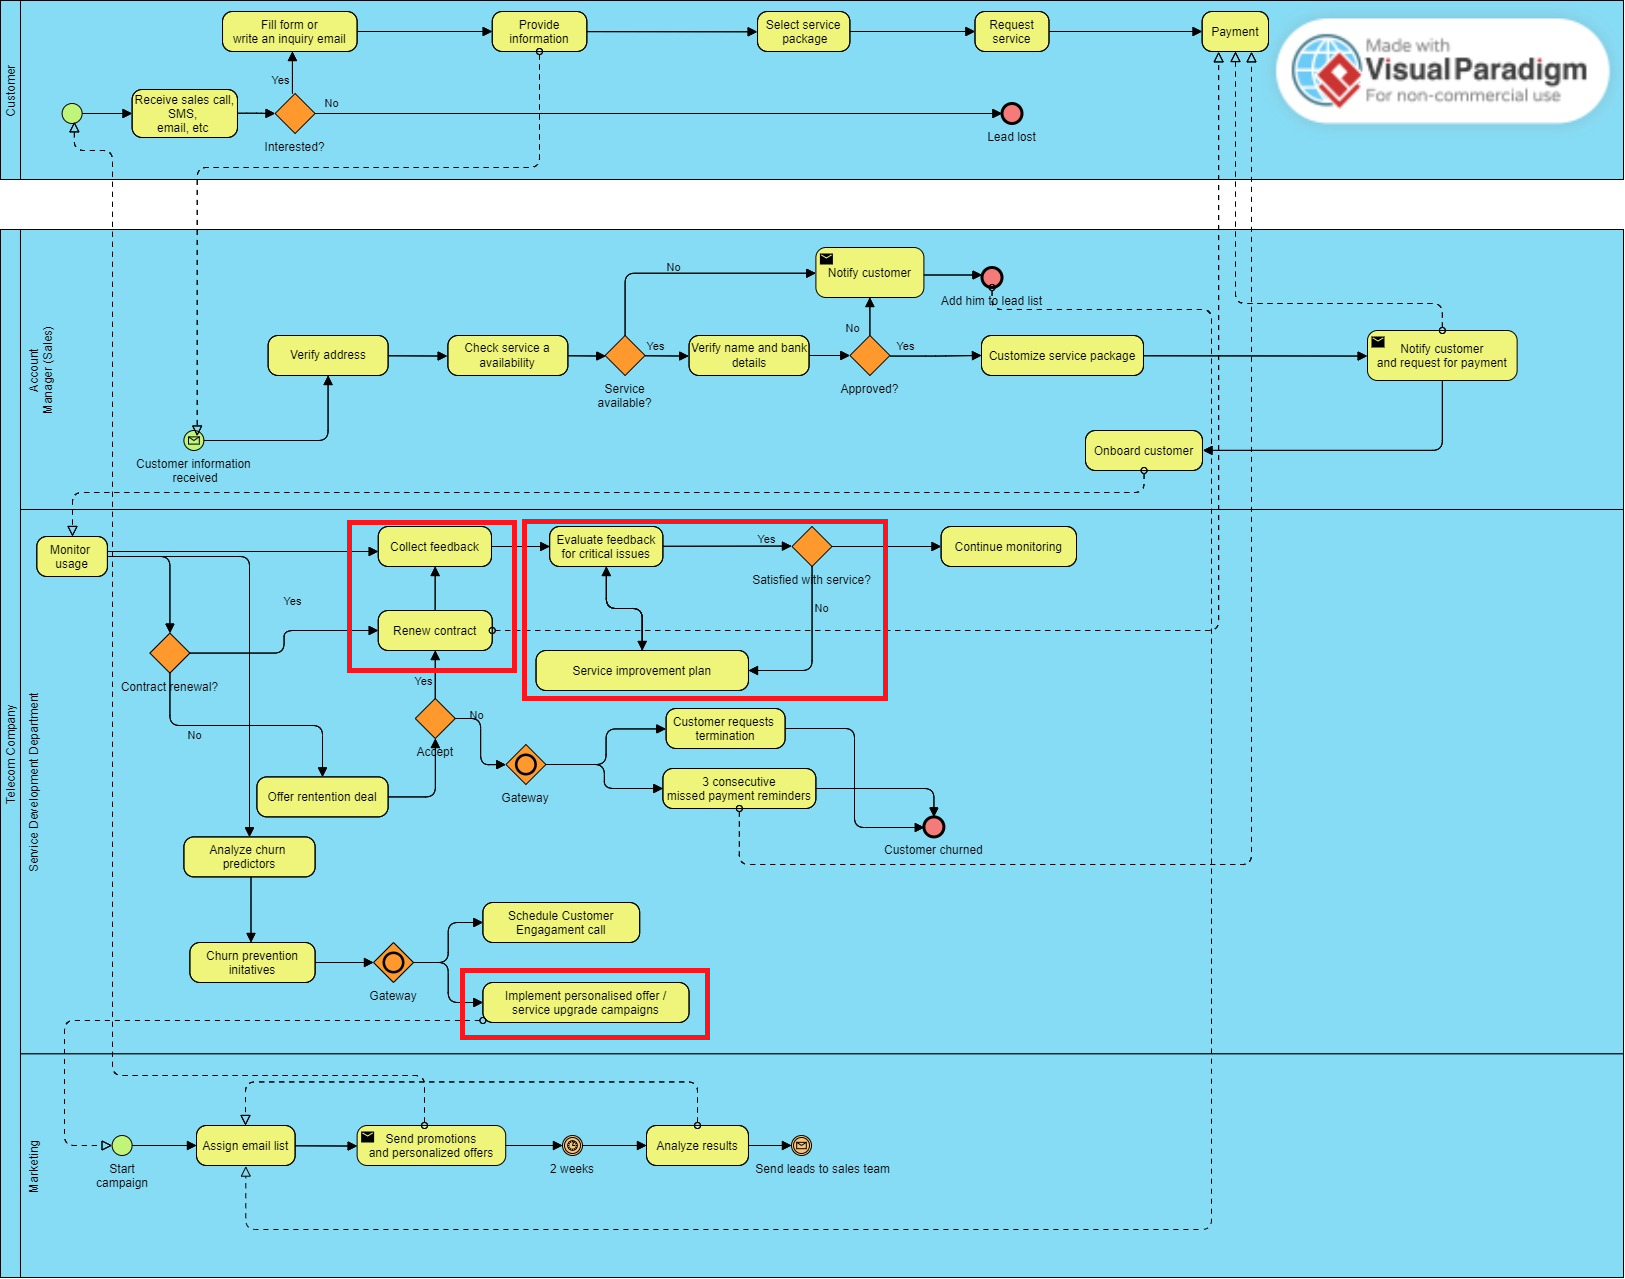 Customer
Fill form or
write an inquiry email
Provide
information
Select service
package
Request
service
Payment
Made with
Visual Paradigm
For non-commercial use
Yes
Receive sales call,
SMS,
email, etc
No
Interested?
Lead lost
Telecom Company
Account
Manager (Sales)
No
Notify customer
Add him to lead list
Verify address
Check service a
availability
Yes
Service
available?
Verify name and bank
details
No
Yes
Approved?
Customize service package
Notify customer
and request for payment
Onboard customer
Customer information
received
Service Development Department
Monitor
usage
Collect feedback
Evaluate feedback
for critical issues
Yes
Satisfied with service?
Continue monitoring
Yes
No
Renew contract
Contract renewal?
Service improvement plan
Yes
No
No
Accept
Customer requests
termination
Gateway
Offer rentention deal
3 consecutive
missed payment reminders
Customer churned
Analyze churn
predictors
Schedule Customer
Engagament call
Churn prevention
initatives
Gateway
Implement personalised offer /
service upgrade campaigns
Marketing
Start
campaign
Assign email list
Send promotions
and personalized offers
2 weeks
Analyze results
Send leads to sales team